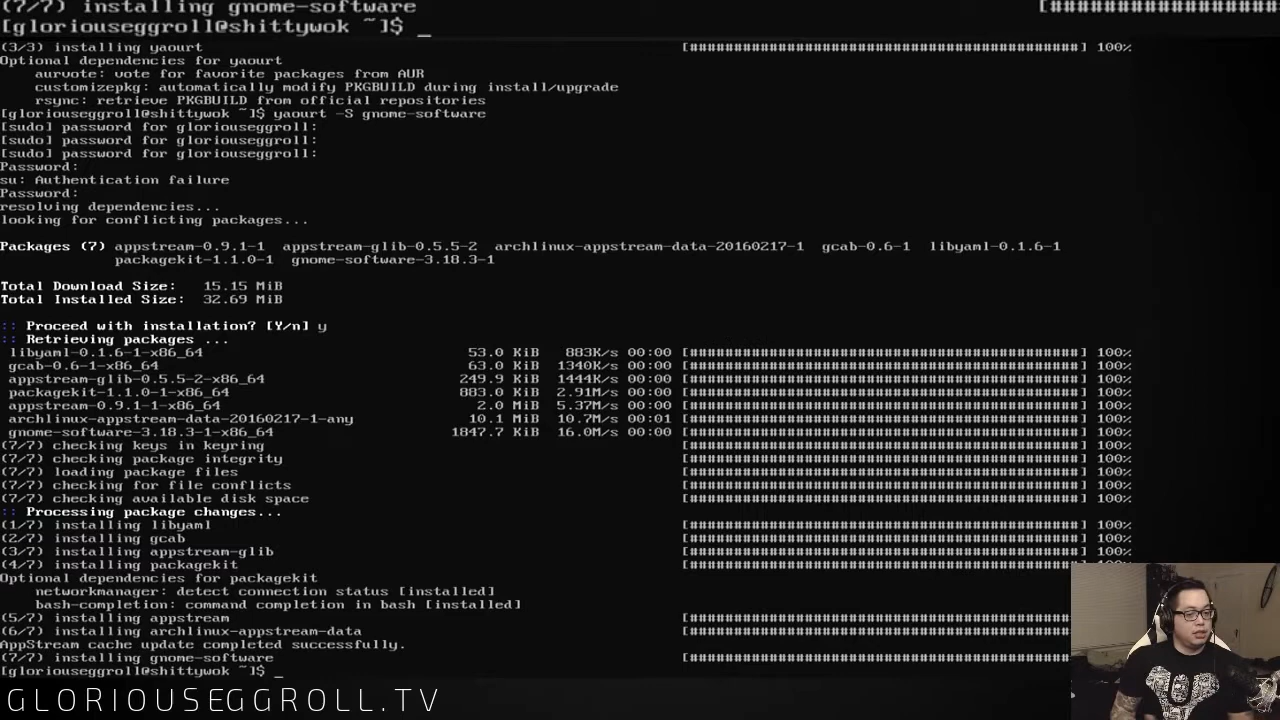 (7/7) installing gnome-software [##################
[gloriouseggroll@shittywok ~]$ _
(3/3) installing yaourt [#############################################] 100%
Optional dependencies for yaourt
aurvote: vote for favorite packages from AUR
customizepkg: automatically modify PKGBUILD during install/upgrade
rsync: retrieve PKGBUILD from official repositories
[gloriouseggroll@shittywok ~]$ yaourt -S gnome-software
[sudo] password for gloriouseggroll:
[sudo] password for gloriouseggroll:
[sudo] password for gloriouseggroll:
Password:
su: Authentication failure
Password:
resolving dependencies...
looking for conflicting packages...
Packages (7) appstream-0.9.1-1 appstream-glib-0.5.5-2 archlinux-appstream-data-20160217-1 gcab-0.6-1 libyaml-0.1.6-1
packagekit-1.1.0-1 gnome-software-3.18.3-1
Total Download Size: 15.15 MiB
Total Installed Size: 32.69 MiB
:: Proceed with installation? [Y/n] y
:: Retrieving packages ...
libyaml-0.1.6-1-x86_64 53.0 KiB 883K/s 00:00 [#############################################] 100%
gcab-0.6-1-x86_64 63.0 KiB 1340K/s 00:00 [#############################################] 100%
appstream-glib-0.5.5-2-x86_64 249.9 KiB 1444K/s 00:00 [#############################################] 100%
packagekit-1.1.0-1-x86_64 883.0 KiB 2.91M/s 00:00 [#############################################] 100%
appstream-0.9.1-1-x86_64 2.0 MiB 5.37M/s 00:00 [#############################################] 100%
archlinux-appstream-data-20160217-1-any 10.1 MiB 10.7M/s 00:01 [#############################################] 100%
gnome-software-3.18.3-1-x86_64 1847.7 KiB 16.0M/s 00:00 [#############################################] 100%
(7/7) checking keys in keyring [#############################################] 100%
(7/7) checking package integrity [#############################################] 100%
(7/7) loading package files [#############################################] 100%
(7/7) checking for file conflicts [#############################################] 100%
(7/7) checking available disk space [#############################################] 100%
:: Processing package changes...
(1/7) installing libyaml [#############################################] 100%
(2/7) installing gcab [#############################################] 100%
(3/7) installing appstream-glib [#############################################] 100%
(4/7) installing packagekit [############################################
Optional dependencies for packagekit
networkmanager: detect connection status [installed]
bash-completion: command completion in bash [installed]
(5/7) installing appstream [############################################
(6/7) installing archlinux-appstream-data [############################################
AppStream cache update completed successfully.
(7/7) installing gnome-software [############################################
[gloriouseggroll@shittywok ~]$ _
GLORIOUSEGGROLL.TV